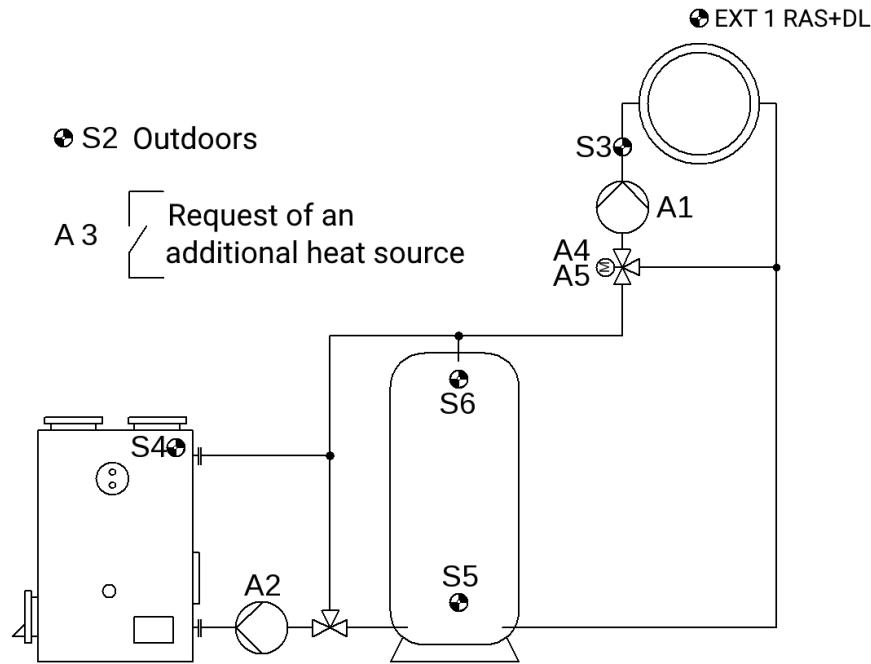 EXT 1 RAS+DL
S2 Outdoors
S3
A 3
Request of an
additional heat source
A1
A4
A5
M
S6
S4
S5
A2